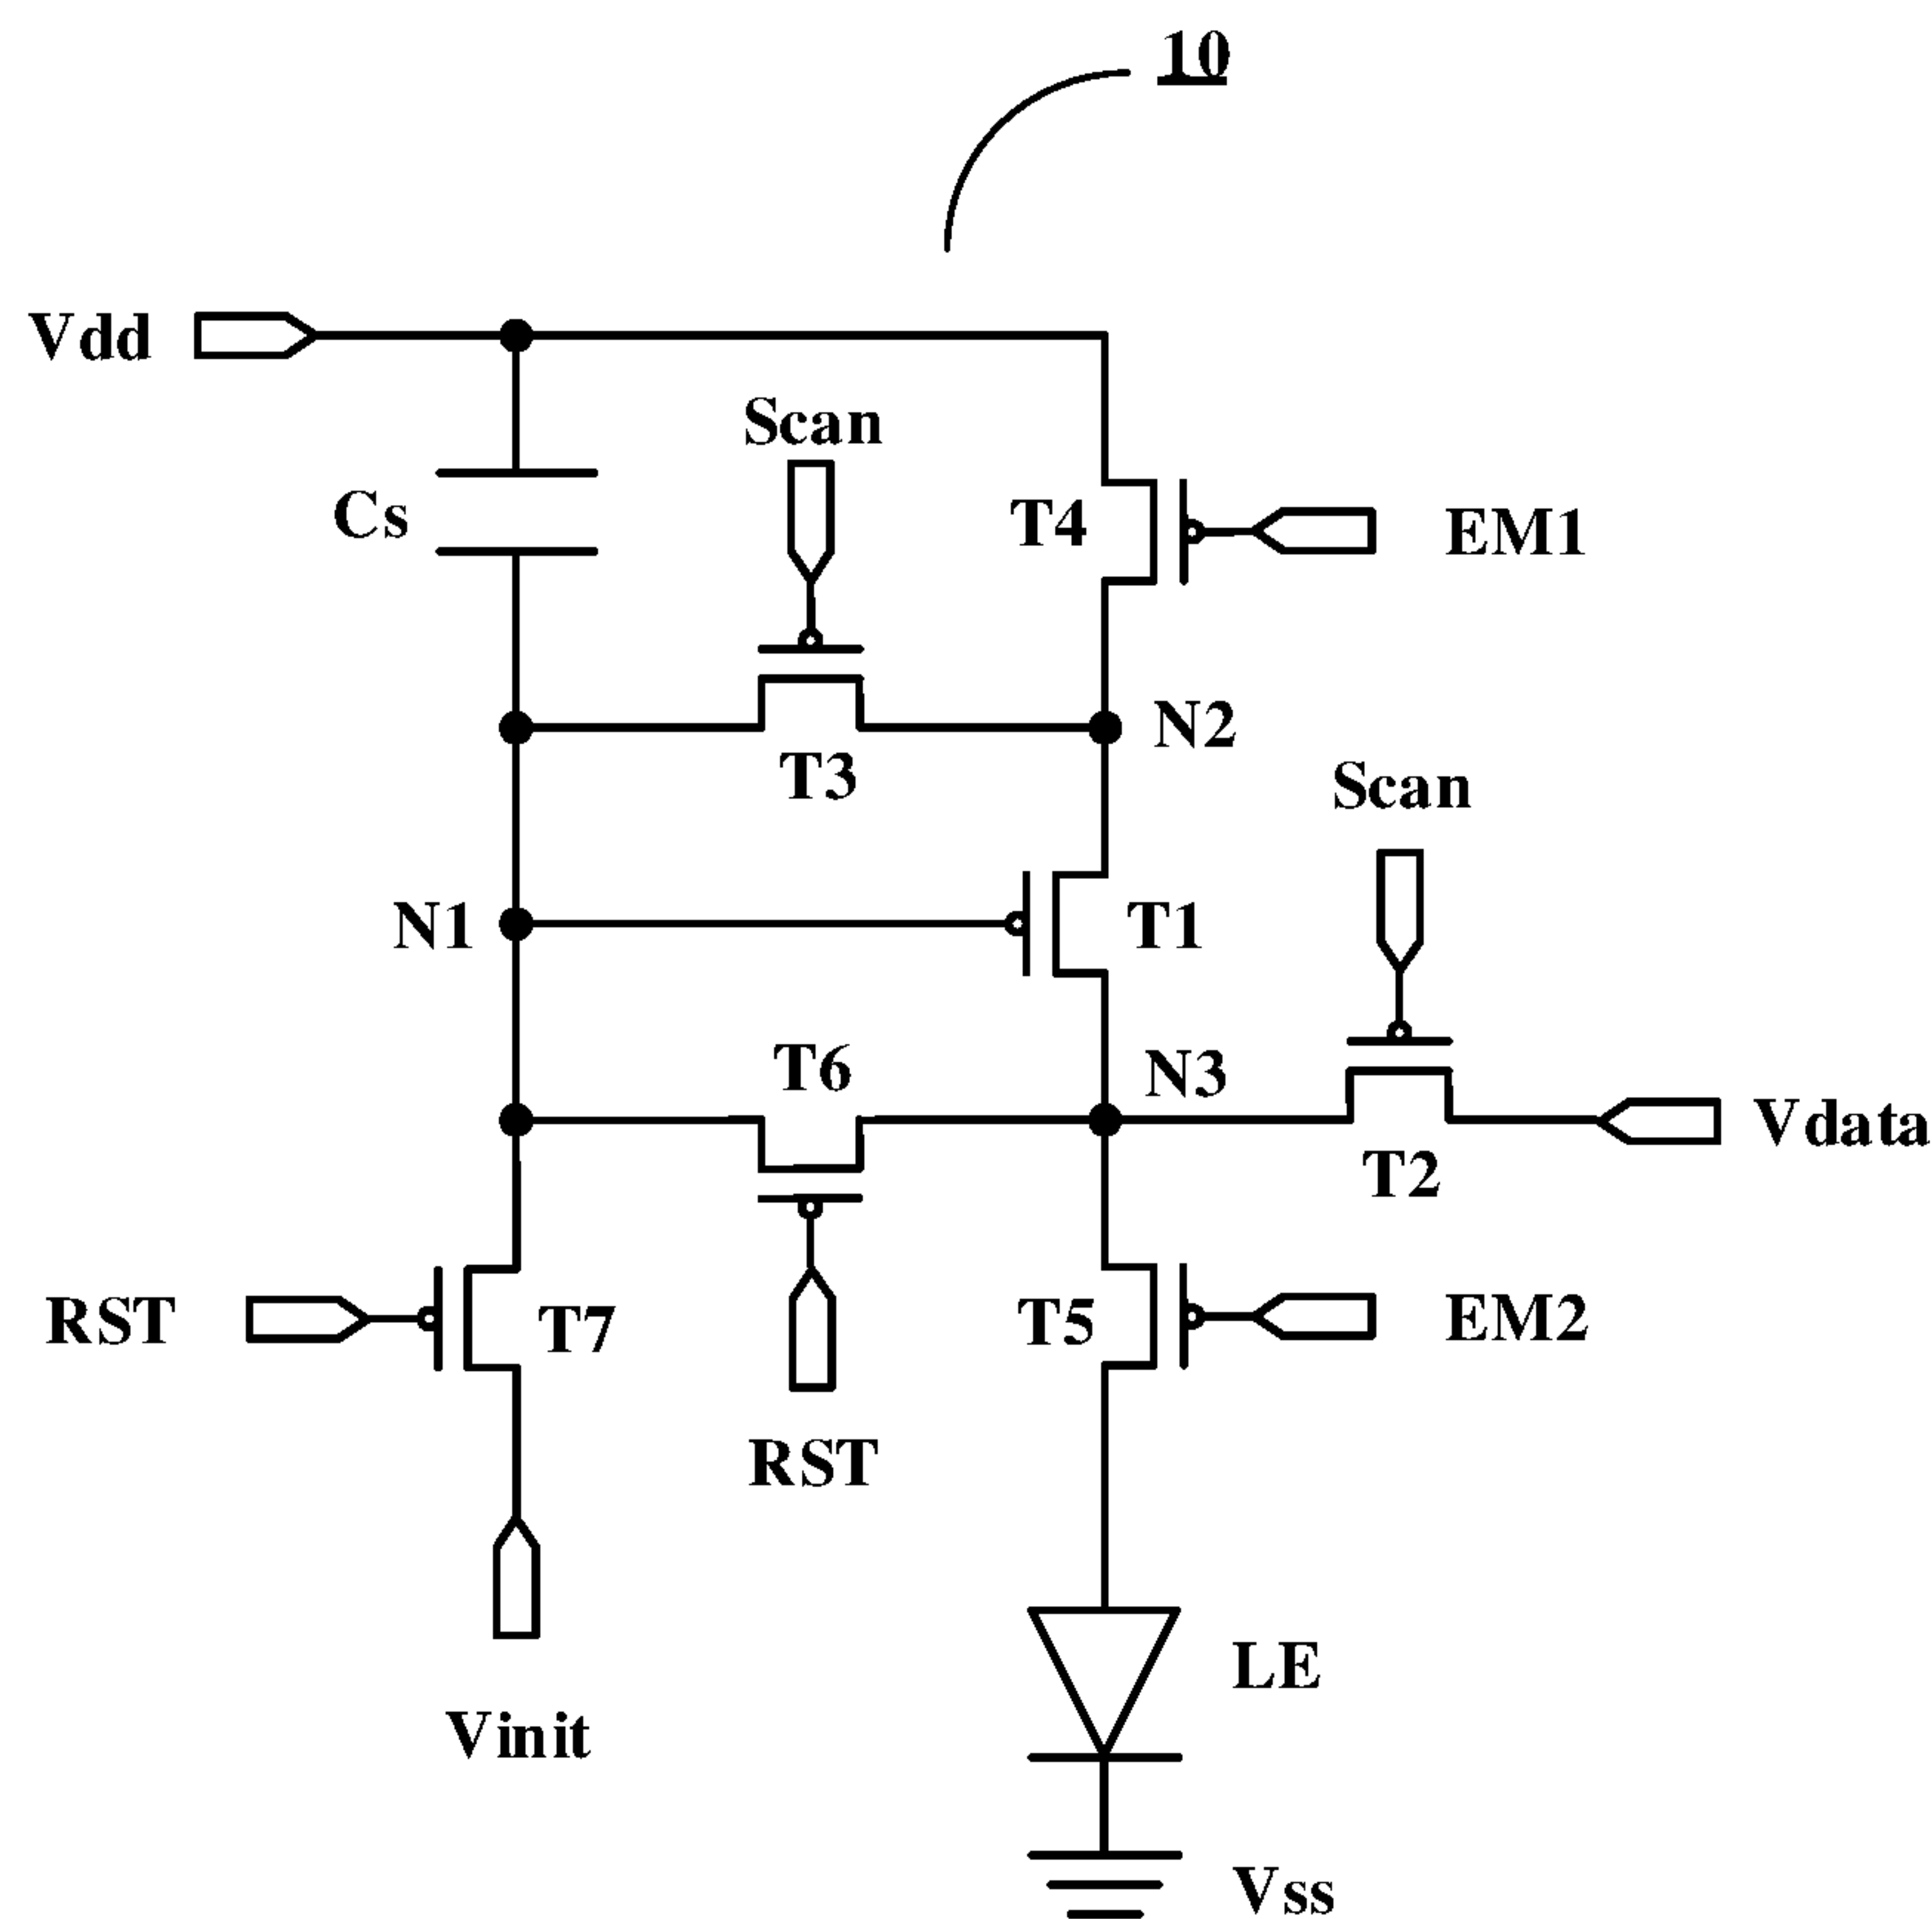 10
Vdd
Scan
Cs
T4
EM1
N2
T3
Scan
N1
T1
T6
N3
Vdata
T2
RST
T7
T5
EM2
RST
LE
Vinit
Vss